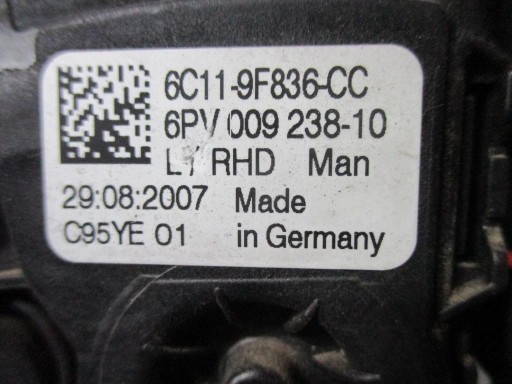 6C11-9F836-CC
6PV 009 238-10
RHD Man
29:08:2007 Made
C95YE 01 in Germany